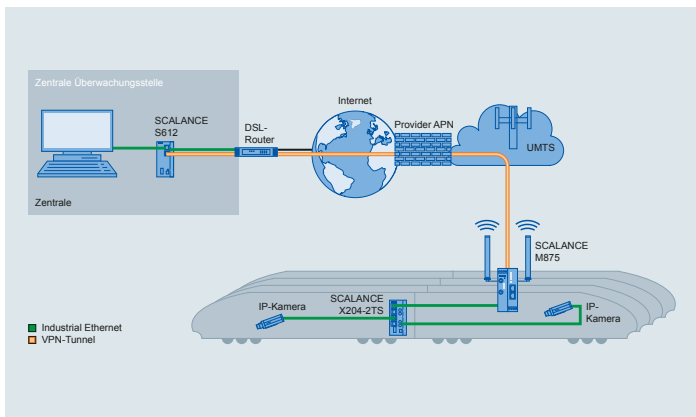 Zentrale Überwachungsstelle
SCALANCE
S612
DSL-
Router
Internet
Provider APN
UMTS
Zentrale
SCALANCE
M875
IP-Kamera
SCALANCE
X204-2TS
IP-
Kamera
Industrial Ethernet
VPN-Tunnel